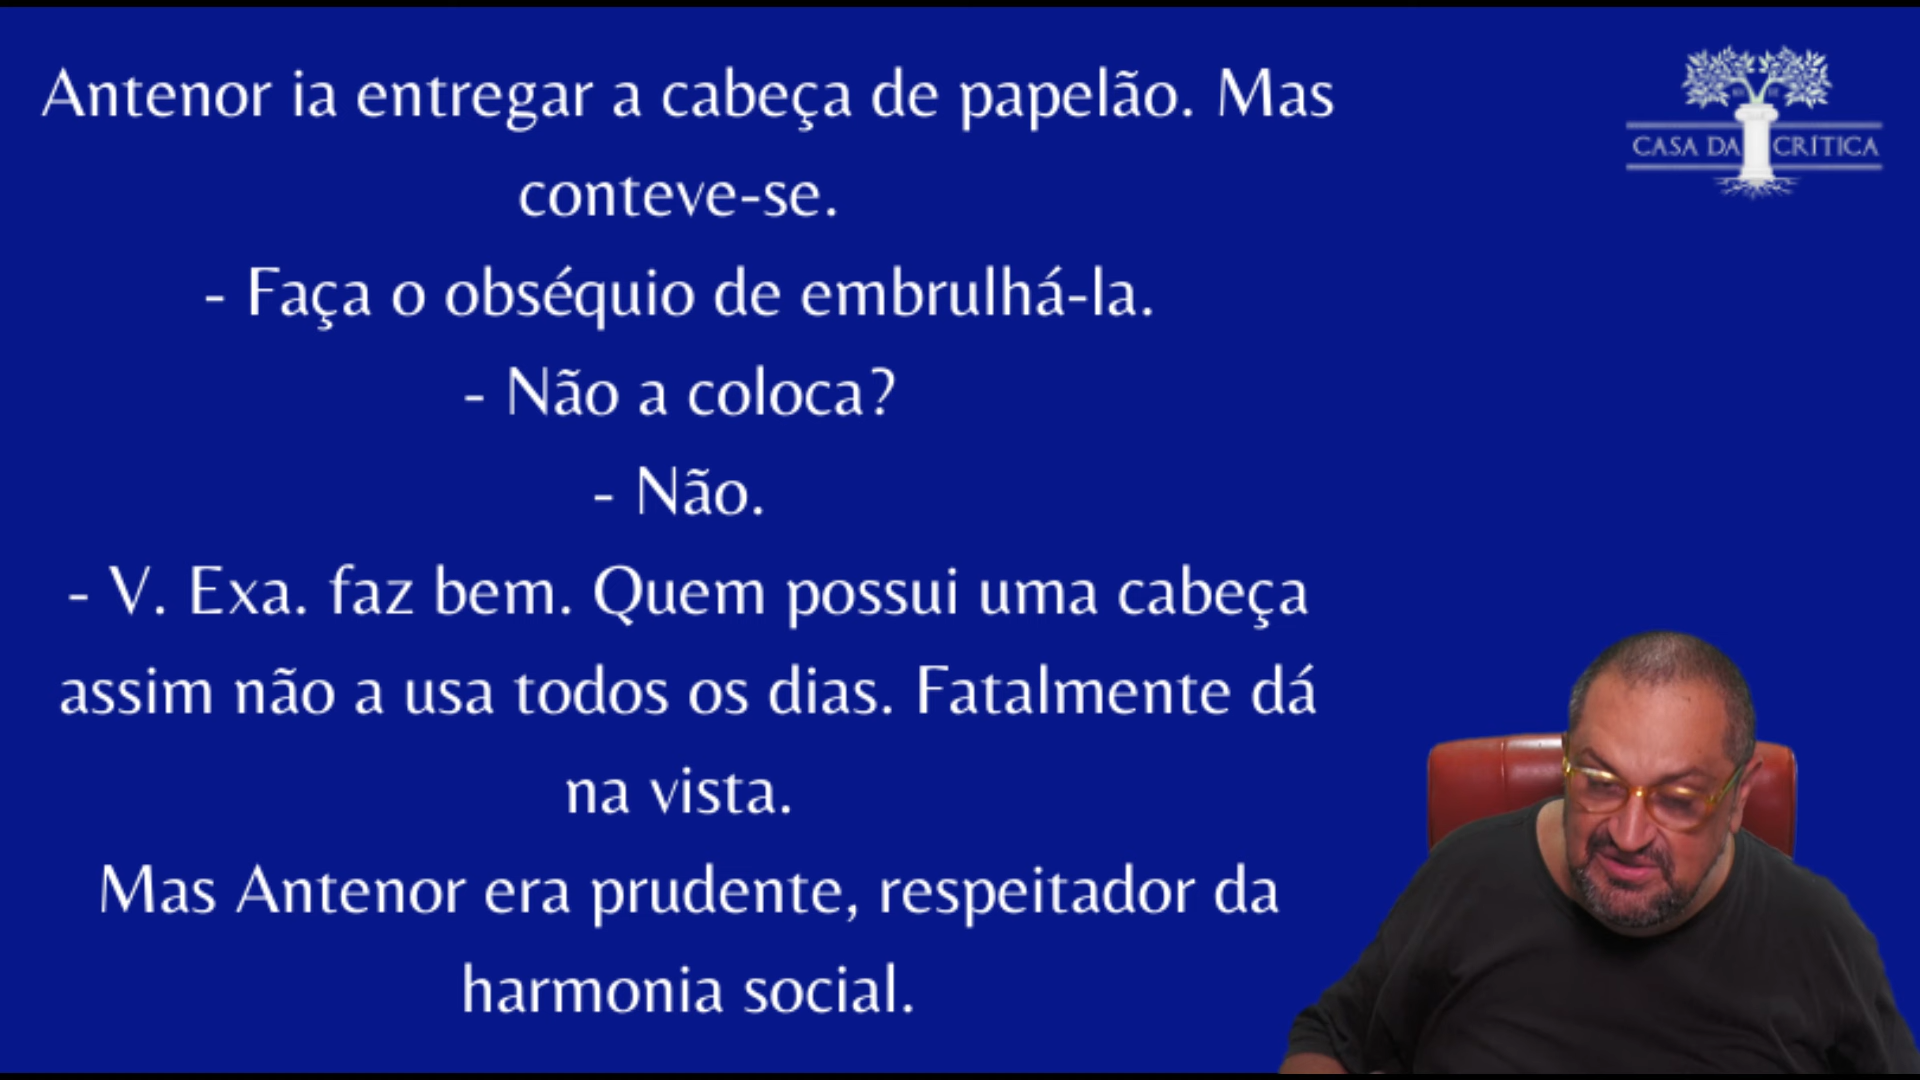 Antenor ia entregar a cabeça de papelão. Mas
conteve-se.
- Faça o obséquio de embrulhá-la.
- Não a coloca?
- Não.
- V. Exa. faz bem. Quem possui uma cabeça
assim não a usa todos os dias. Fatalmente dá
na vista.
Mas Antenor era prudente, respeitador da
harmonia social.
CASA DA CRÍTICA